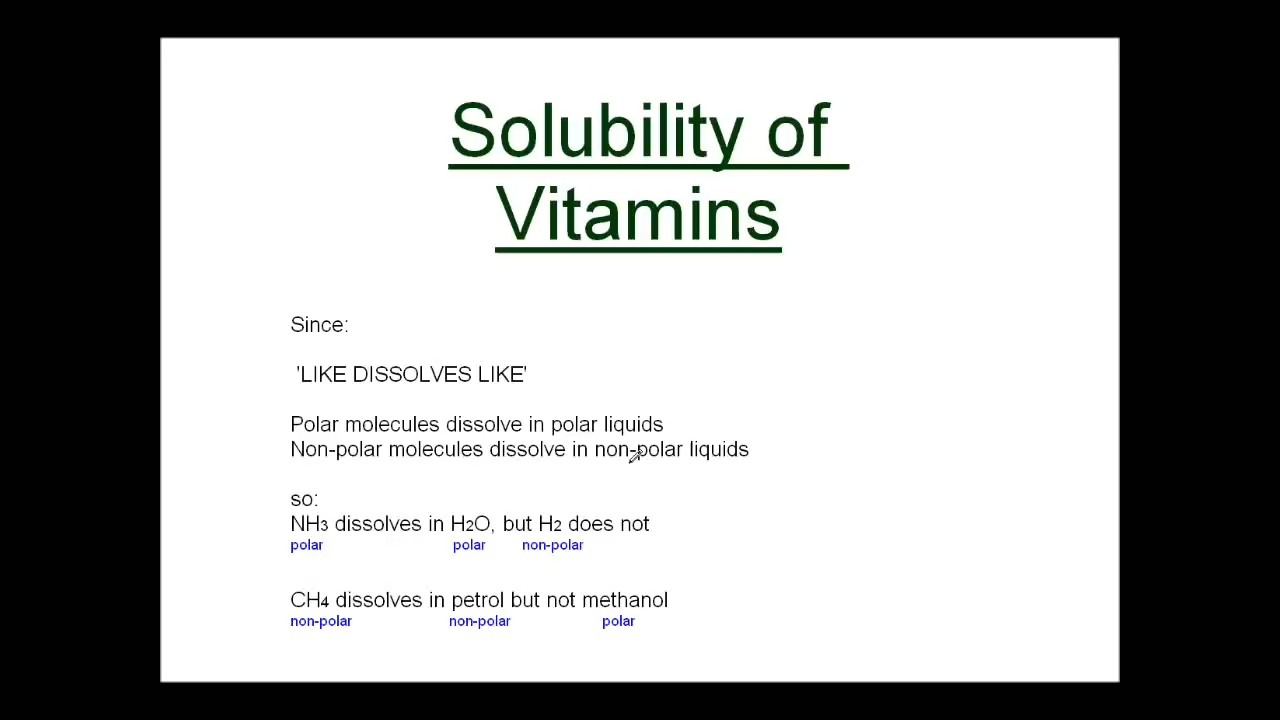 Solubility of
Vitamins
Since:
'LIKE DISSOLVES LIKE'
Polar molecules dissolve in polar liquids
Non-polar molecules dissolve in non-polar liquids
so:
NH3 dissolves in H2O, but H2 does not
polar polar non-polar
CH4 dissolves in petrol but not methanol
non-polar non-polar polar